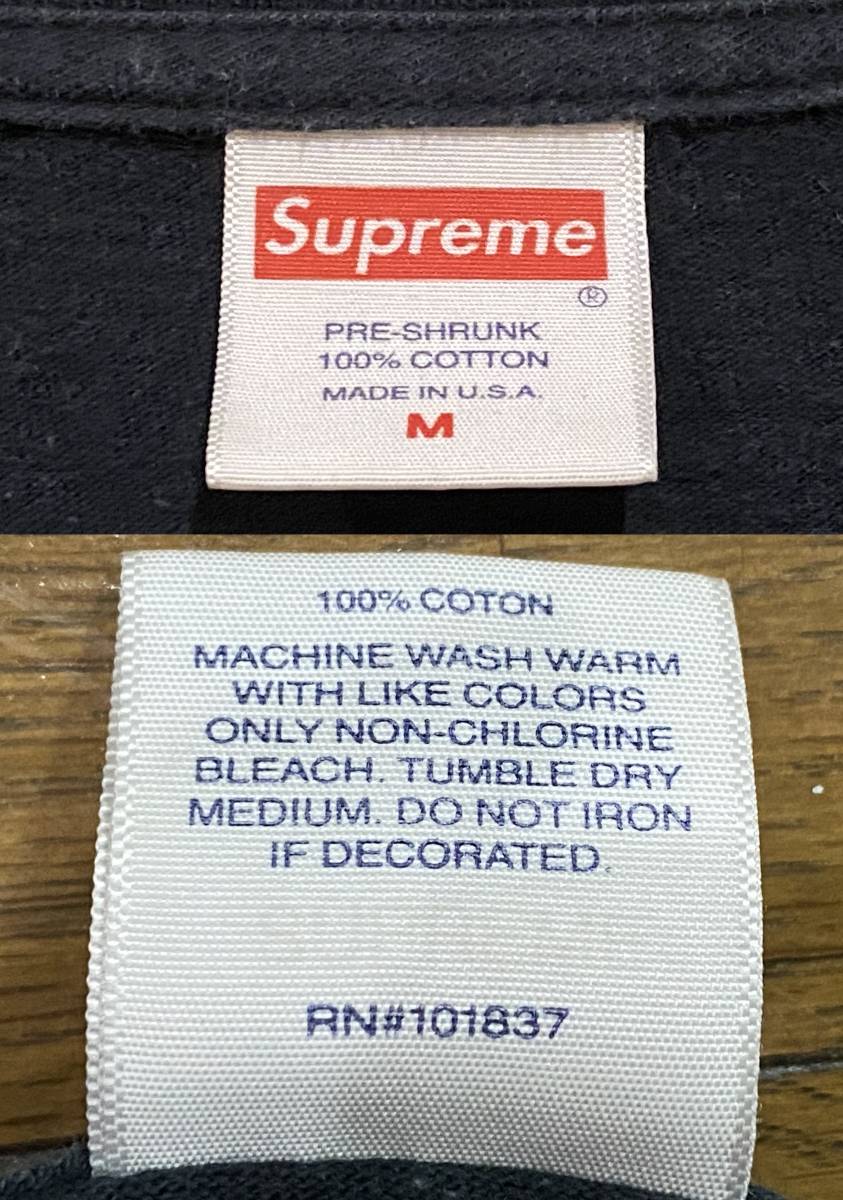 Supreme
®
PRE-SHRUNK
100% COTTON
MADE IN U.S.A.
M
100% COTON
MACHINE WASH WARM
WITH LIKE COLORS
ONLY NON-CHLORINE
BLEACH. TUMBLE DRY
MEDIUM. DO NOT IRON
IF DECORATED.
RN#101837